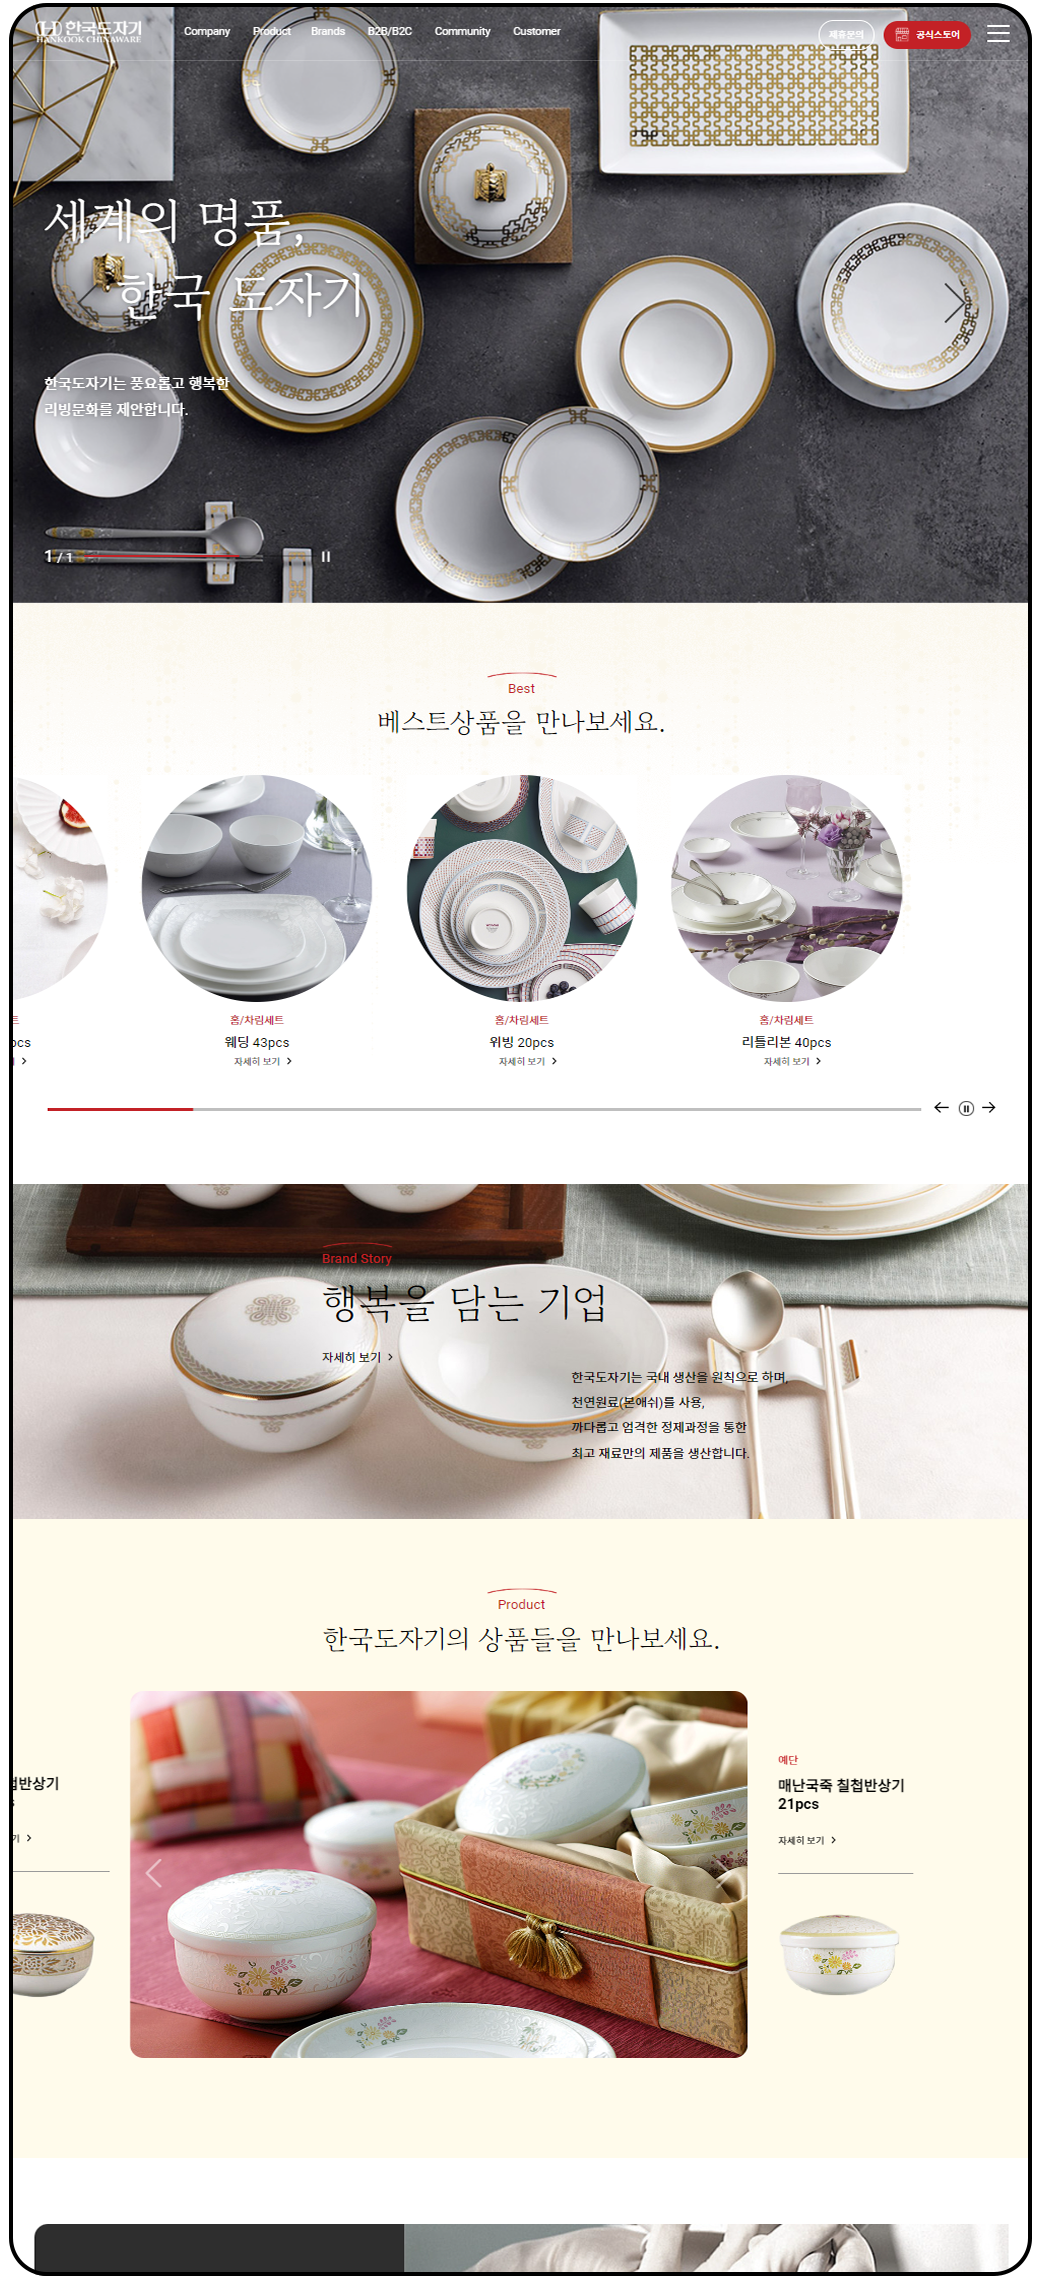 한국도자기
HANKOOK CHINAWARE
Company Product Brands B2B/B2C Community Customer
제휴문의
공식스토어
세계의 명품,
한국 도자기
한국도자기는 풍요롭고 행복한
리빙문화를 제안합니다.
1 / 1
Best
베스트상품을 만나보세요.
홈/차림세트
웨딩 43pcs
자세히 보기
홈/차림세트
위빙 20pcs
자세히 보기
홈/차림세트
리틀리본 40pcs
자세히 보기
Brand Story
행복을 담는 기업
자세히 보기
한국도자기는 국내 생산을 원칙으로 하며,
천연원료(본애쉬)를 사용,
까다롭고 엄격한 정제과정을 통한
최고 재료만의 제품을 생산합니다.
Product
한국도자기의 상품들을 만나보세요.
예단
매난국죽 칠첩반상기
21pcs
자세히 보기